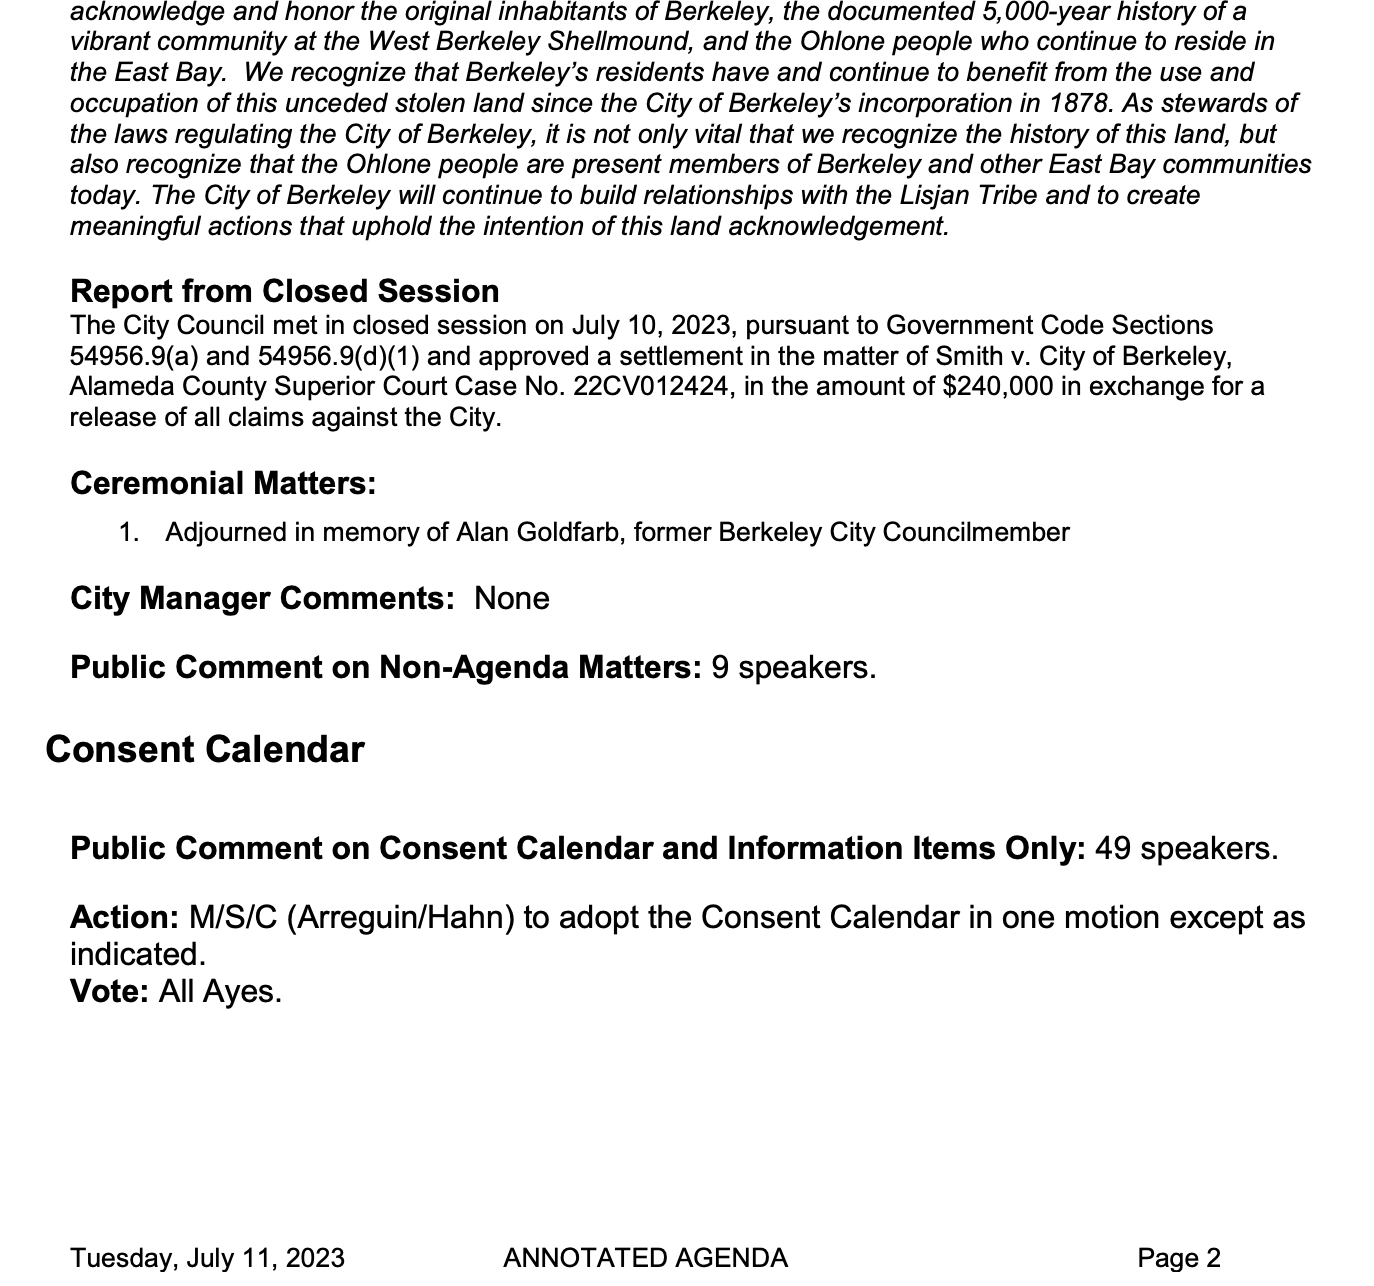 acknowledge and honor the original inhabitants of Berkeley, the documented 5,000-year history of a
vibrant community at the West Berkeley Shellmound, and the Ohlone people who continue to reside in
the East Bay.  We recognize that Berkeley’s residents have and continue to benefit from the use and
occupation of this unceded stolen land since the City of Berkeley’s incorporation in 1878. As stewards of
the laws regulating the City of Berkeley, it is not only vital that we recognize the history of this land, but
also recognize that the Ohlone people are present members of Berkeley and other East Bay communities
today. The City of Berkeley will continue to build relationships with the Lisjan Tribe and to create
meaningful actions that uphold the intention of this land acknowledgement.
Report from Closed Session
The City Council met in closed session on July 10, 2023, pursuant to Government Code Sections
54956.9(a) and 54956.9(d)(1) and approved a settlement in the matter of Smith v. City of Berkeley,
Alameda County Superior Court Case No. 22CV012424, in the amount of $240,000 in exchange for a
release of all claims against the City.
Ceremonial Matters:
1. Adjourned in memory of Alan Goldfarb, former Berkeley City Councilmember
City Manager Comments:  None
Public Comment on Non-Agenda Matters: 9 speakers.
Consent Calendar
Public Comment on Consent Calendar and Information Items Only: 49 speakers.
Action: M/S/C (Arreguin/Hahn) to adopt the Consent Calendar in one motion except as
indicated.
Vote: All Ayes.
Tuesday, July 11, 2023 ANNOTATED AGENDA Page 2